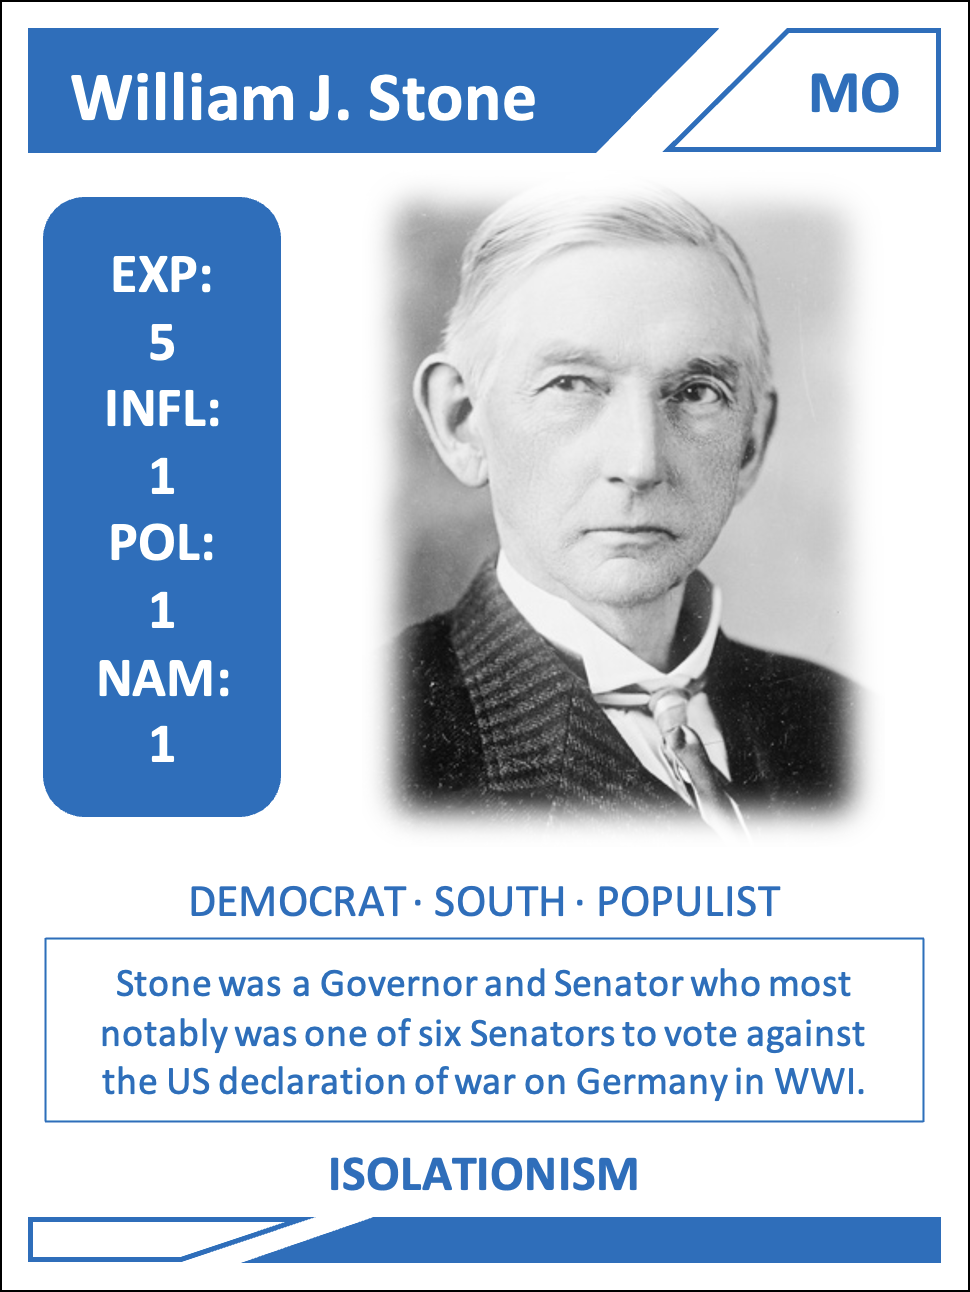 William J. Stone
MO
EXP:
5
INFL:
1
POL:
1
NAM:
1
DEMOCRAT · SOUTH · POPULIST
Stone was a Governor and Senator who most
notably was one of six Senators to vote against
the US declaration of war on Germany in WWI.
ISOLATIONISM